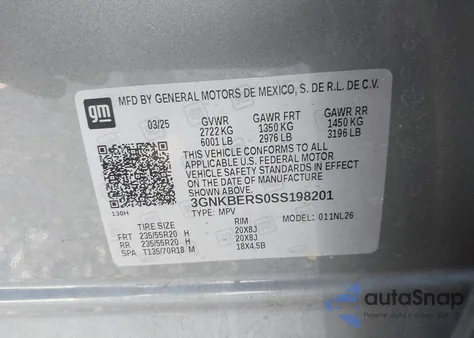 gm
MFD BY GENERAL MOTORS DE MEXICO, S. DE R.L. DE C.V.
03/25 GVWR GAWR FRT GAWR RR
2722 KG 1350 KG 1450 KG
6001 LB 2976 LB 3196 LB
THIS VEHICLE CONFORMS TO ALL
APPLICABLE U.S. FEDERAL MOTOR
VEHICLE SAFETY STANDARDS IN
EFFECT ON THE DATE OF
MANUFACTURE SHOWN ABOVE.
3GNKBERS0SS198201
TYPE: MPV MODEL: 011NL26
130H
TIRE SIZE RIM
FRT 235/55R20 H 20X8J
RR 235/55R20 H 20X8J
SPA T135/70R18 M 18X4.5B
autoSnap